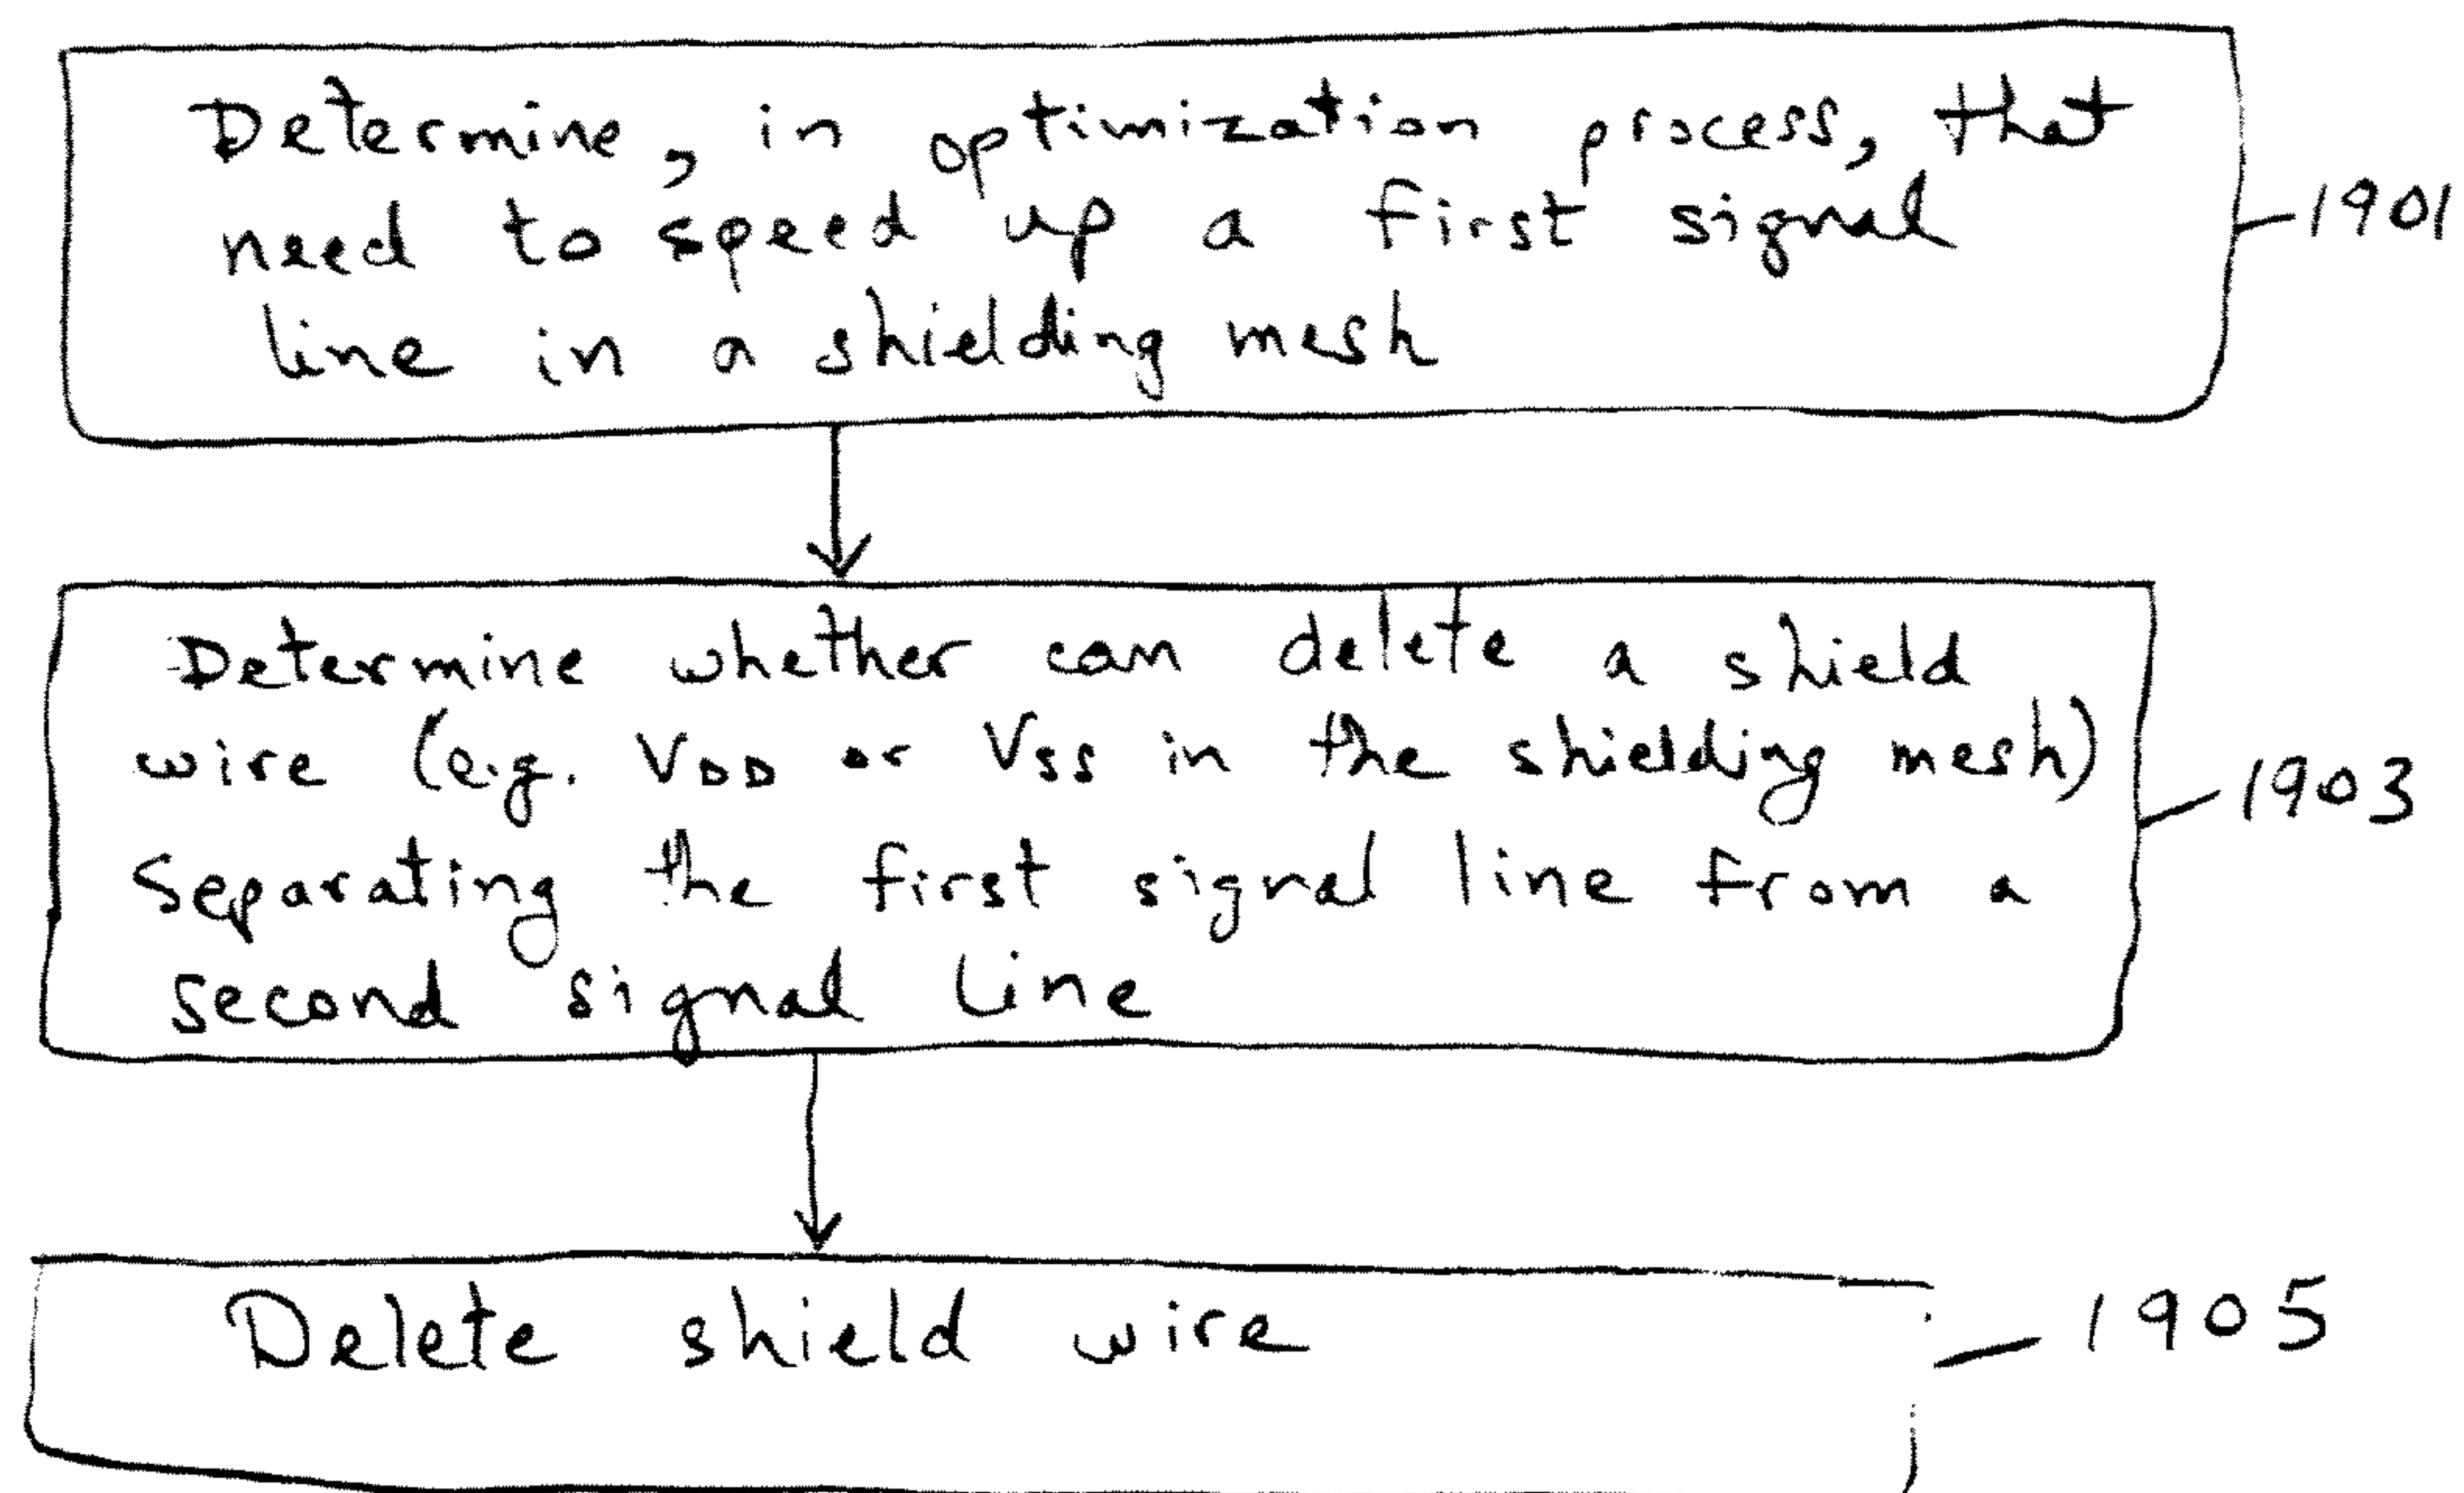 Determine, in optimization process, that
need to speed up a first signal
line in a shielding mesh
1901
Determine whether can delete a shield
wire (e.g. VDD or VSS in the shielding mesh)
separating the first signal line from a
second signal line
1903
Delete shield wire
1905